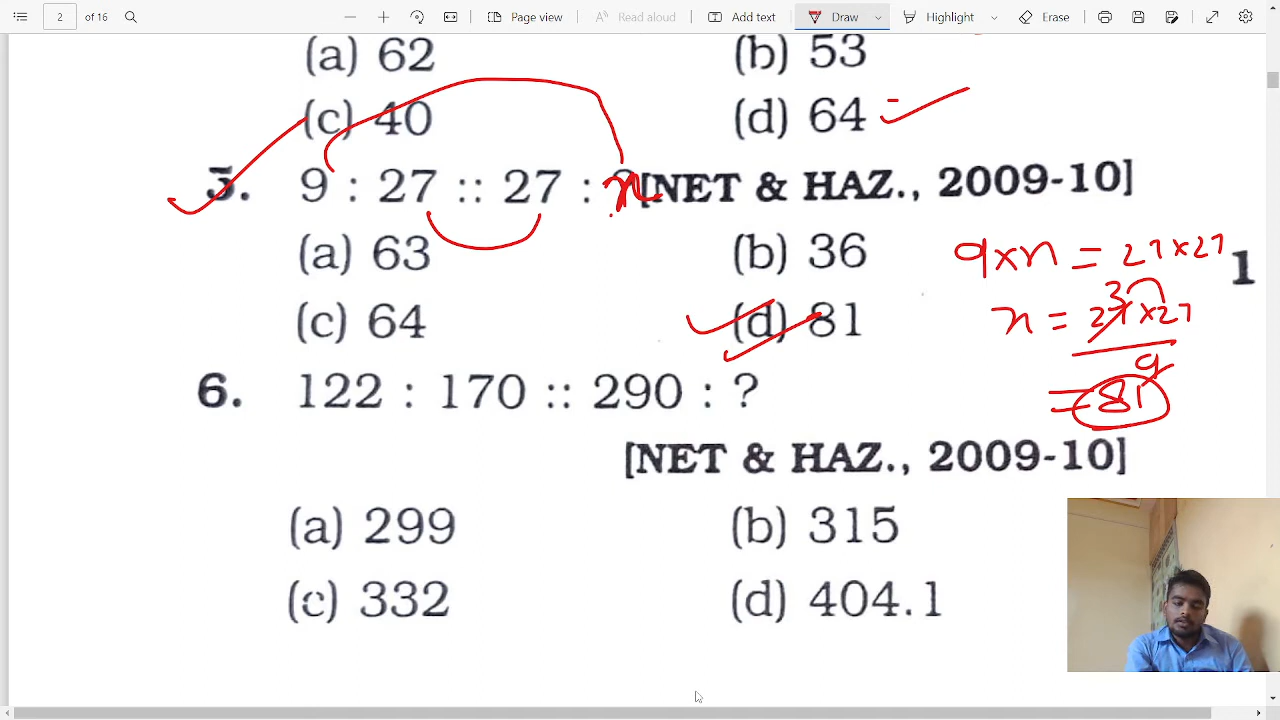 2 of 16
Page view
Read aloud
Add text
Draw
Highlight
Erase
(a) 62 (b) 53
(c) 40 (d) 64
5. 9 : 27 :: 27 : x [NET & HAZ., 2009-10]
(a) 63 (b) 36
(c) 64 (d) 81
9×x = 27×27
x = 27×27
3
9
= 81
1
6. 122 : 170 :: 290 : ?
[NET & HAZ., 2009-10]
(a) 299 (b) 315
(c) 332 (d) 404.1